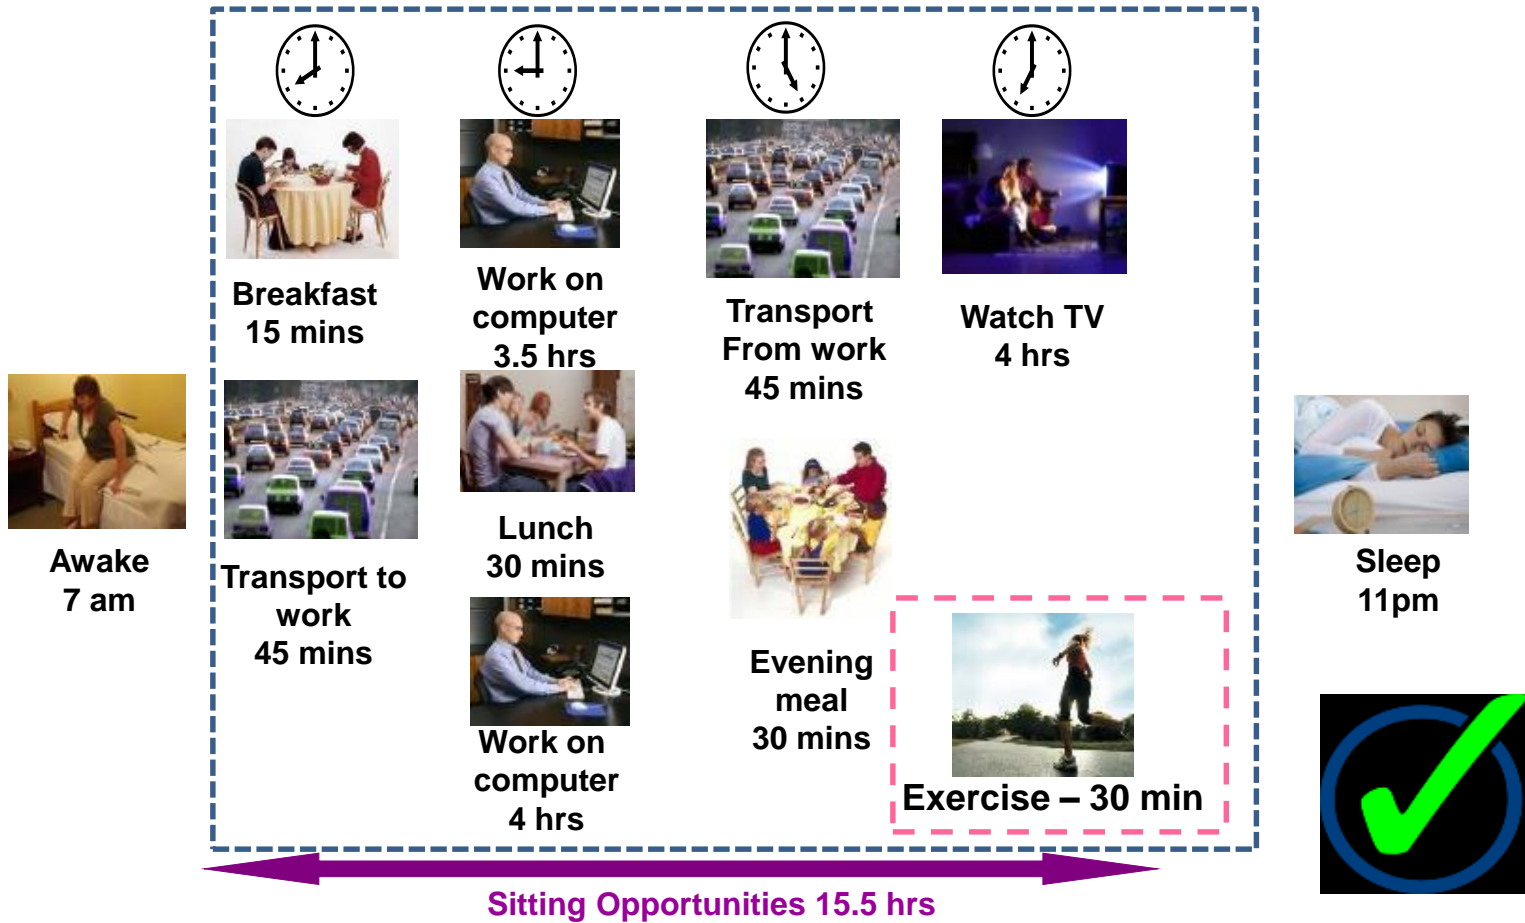 Awake
7 am
Breakfast
15 mins
Transport to
work
45 mins
Work on
computer
3.5 hrs
Lunch
30 mins
Work on
computer
4 hrs
Transport
From work
45 mins
Evening
meal
30 mins
Watch TV
4 hrs
Exercise – 30 min
Sleep
11pm
Sitting Opportunities 15.5 hrs